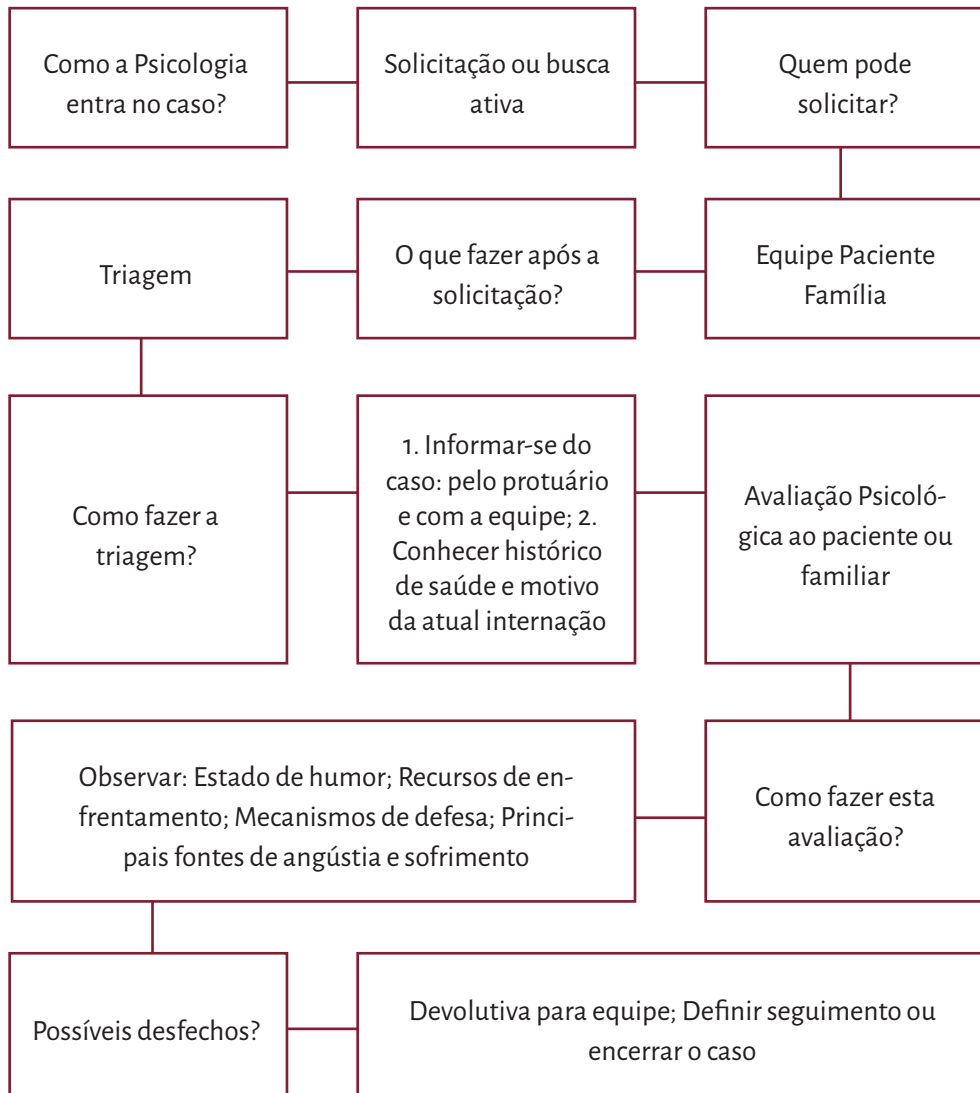 Como a Psicologia
entra no caso?
Solicitação ou busca
ativa
Quem pode
solicitar?
Equipe Paciente
Família
O que fazer após a
solicitação?
Triagem
Como fazer a
triagem?
1. Informar-se do
caso: pelo protuário
e com a equipe; 2.
Conhecer histórico
de saúde e motivo
da atual internação
Avaliação Psicoló-
gica ao paciente ou
familiar
Como fazer esta
avaliação?
Observar: Estado de humor; Recursos de en-
frentamento; Mecanismos de defesa; Princi-
pais fontes de angústia e sofrimento
Possíveis desfechos?
Devolutiva para equipe; Definir seguimento ou
encerrar o caso